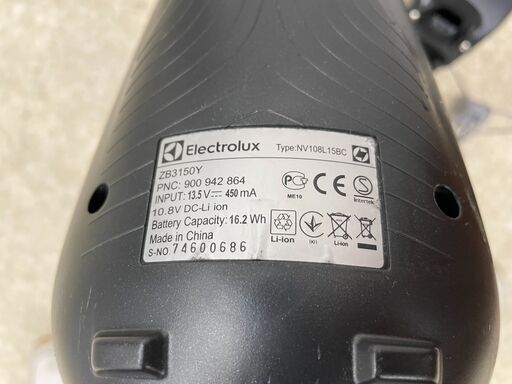 Electrolux Type:NV108L15BC
ZB3150Y
PNC: 900 942 864
INPUT: 13.5V 450 mA
10.8V DC-Li ion
Battery Capacity: 16.2 Wh
Made in China
S-NO. 74600686
ME10 Intertek
Li-ion Li-ion